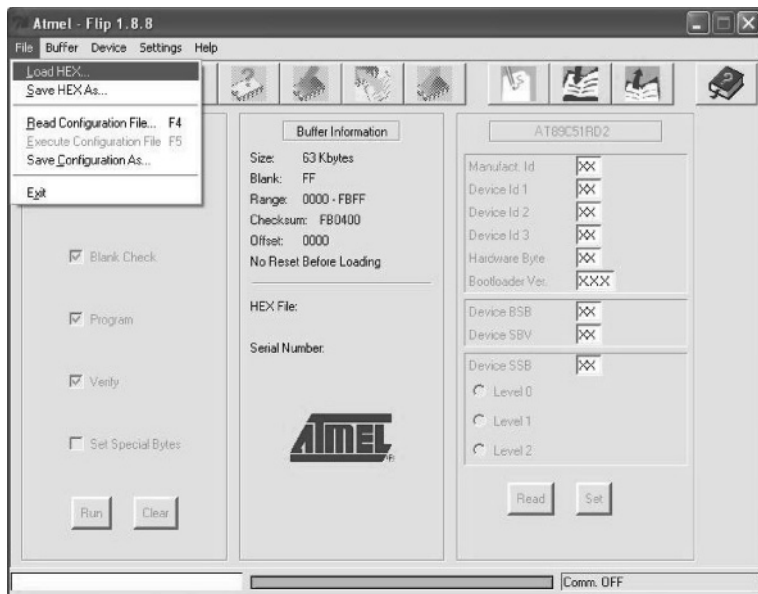 Atmel - Flip 1.8.8
File Buffer Device Settings Help
Load HEX...
Save HEX As...
Read Configuration File... F4
Execute Configuration File F5
Save Configuration As...
Exit
Blank Check
Program
Verify
Set Special Bytes
Run Clear
Buffer Information
Size: 63 Kbytes
Blank: FF
Range: 0000 - FBFF
Checksum: FB0400
Offset: 0000
No Reset Before Loading
HEX File:
Serial Number:
ATMEL
AT89C51RD2
Manufact. Id XX
Device Id 1 XX
Device Id 2 XX
Device Id 3 XX
Hardware Byte XX
Bootloader Ver. XXX
Device BSB XX
Device SBV XX
Device SSB XX
Level 0
Level 1
Level 2
Read Set
Comm. OFF